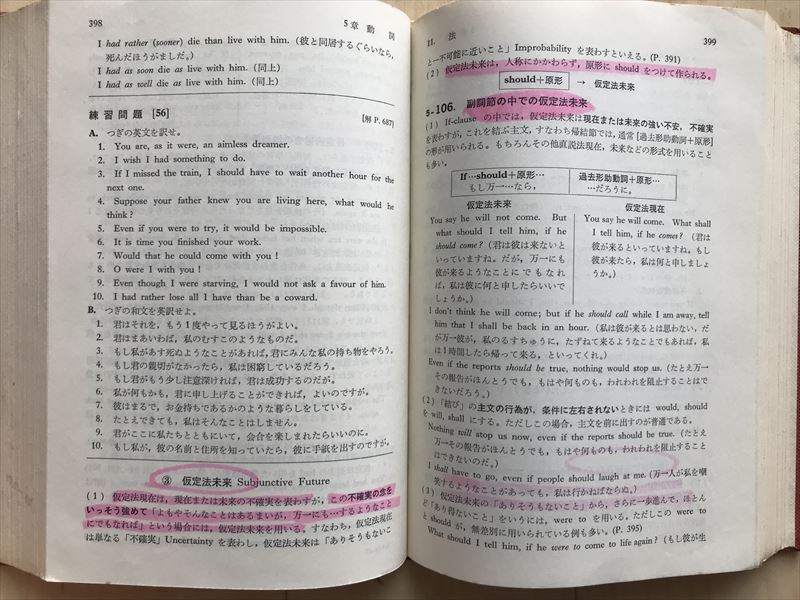 398
5章 動詞
I had rather (sooner) die than live with him.（彼と同居するぐらいなら，
死んだほうがましだ。）
I had as soon die as live with him.（同上）
I had as well die as live with him.（同上）
練習問題 [56]
[解 P. 687]
A. つぎの英文を訳せ。
1. You are, as it were, an aimless dreamer.
2. I wish I had something to do.
3. If I missed the train, I should have to wait another hour for the
next one.
4. Suppose your father knew you are living here, what would he
think?
5. Even if you were to try, it would be impossible.
6. It is time you finished your work.
7. Would that he could come with you!
8. O were I with you!
9. Even though I were starving, I would not ask a favour of him.
10. I had rather lose all I have than be a coward.
B. つぎの和文を英訳せよ。
1. 君はそれを，もう1度やって見るほうがよい。
2. 君はまあいわば，私のむすこのようなものだ。
3. もし私があす死ぬようなことがあれば，君にみんな私の持ち物をやろう。
4. もし君の親切がなかったら，私は困窮しているだろう。
5. もし君がもう少し注意深ければ，君は成功するのだが。
6. 私が何もかも，君に申し上げることができれば，よいのですが。
7. 彼はまるで，お金持ちであるかのような暮らしをしている。
8. たとえできても，私はそんなことはしません。
9. 君がここに私たちとともにいて，会合を楽しまれたらいいのに。
10. もし私が，彼の名前と住所を知っていたら，彼に手紙を出すのですが。
③ 仮定法未来 Subjunctive Future
(1) 仮定法現在は，現在または未来の不確実を表わすが，この不確実の念を
いっそう強めて「よもやそんなことはあるまいが，万一にも…するようなこと
にでもなれば」という場合には，仮定法未来を用いる。すなわち，仮定法現在
は単なる「不確実」Uncertainty を表わし，仮定法未来は「ありそうもないこ
11. 法
399
と―不可能に近いこと」Improbability を表わすといえる。(P. 391)
(2) 仮定法未来は，人称にかかわらず，原形に should をつけて作られる。
should＋原形 → 仮定法未来
5-106. 副詞節の中での仮定法未来
(1) If-clause の中では，仮定法未来は現在または未来の強い不安，不確実
を表わすが，これを結ぶ主文，すなわち帰結節では，通常 [過去形助動詞＋原形]
の形が用いられる。もちろんその他直説法現在，未来などの形式を用いること
も多い。
If…should＋原形…
もし万一…なら，
過去形助動詞＋原形…
…だろうに。
仮定法未来
You say he will not come. But
what should I tell him, if he
should come?（君は彼は来ないと
いっていますね。だが，万一にも
彼が来るようなことにでもなれ
ば，私は彼に何と申したらいいで
しょうか。）
仮定法現在
You say he will come. What shall
I tell him, if he comes?（君は
彼が来るといっていますね。もし
彼が来たら，私は何と申しましょ
うか。）
I don't think he will come; but if he should call while I am away, tell
him that I shall be back in an hour.（私は彼が来るとは思わない，だ
が万一彼が，私のるすちゅうに，たずねて来るようなことでもあれば，私
は1時間したら帰って来る，といってくれ。）
Even if the reports should be true, nothing would stop us.（たとえ万一
その報告がほんとうでも，もはや何ものも，われわれを阻止することはでき
ないだろう。）
(2)「結び」の主文の行為が，条件に左右されないときには would, should
を will, shall にする。ただしこの場合，主文を前に出すのが普通である。
Nothing will stop us now, even if the reports should be true.（たとえ
万一その報告がほんとうでも，もはや何ものも，われわれを阻止すること
はできないのだ。）
I shall have to go, even if people should laugh at me.（万一人が私を嘲
笑するようなことがあっても，私は行かねばならぬ。）
(1) 仮定法未来の「ありそうもないこと」から，さらに一歩進んで，ほとん
ど「あり得ないこと」をいうには，were to を用いる。ただしこの were to
と should が，無差別に用いられている例も多い。(P. 395)
What should I tell him, if he were to come to life again?（もし彼が生